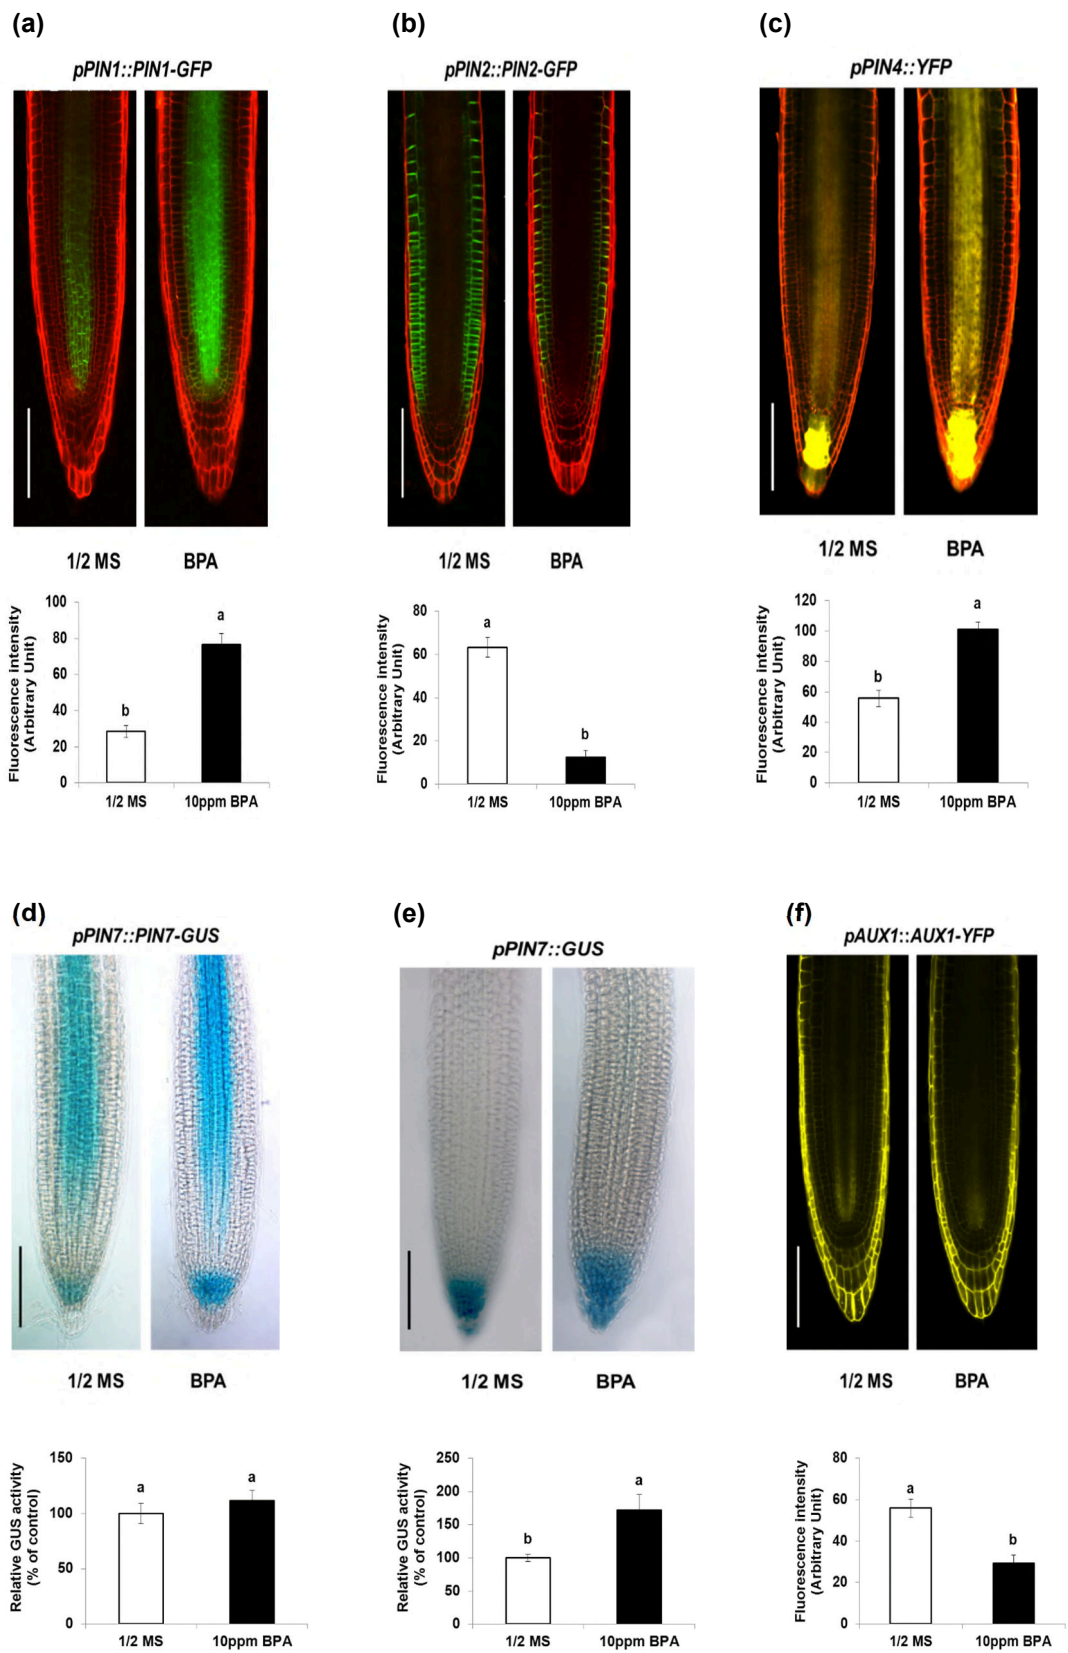 (a)
(b)
(c)
pPIN1::PIN1-GFP
pPIN2::PIN2-GFP
pPIN4::YFP
1/2 MS
BPA
1/2 MS
BPA
1/2 MS
BPA
Fluorescence intensity
(Arbitrary Unit)
100
80
60
40
20
0
b
a
1/2 MS
10ppm BPA
Fluorescence intensity
(Arbitrary Unit)
80
60
40
20
0
a
b
1/2 MS
10ppm BPA
Fluorescence intensity
(Arbitrary Unit)
120
100
80
60
40
20
0
b
a
1/2 MS
10ppm BPA
(d)
(e)
(f)
pPIN7::PIN7-GUS
pPIN7::GUS
pAUX1::AUX1-YFP
1/2 MS
BPA
1/2 MS
BPA
1/2 MS
BPA
Relative GUS activity
(% of control)
150
100
50
0
a
a
1/2 MS
10ppm BPA
Relative GUS activity
(% of control)
250
200
150
100
50
0
b
a
1/2 MS
10ppm BPA
Fluorescence intensity
(Arbitrary Unit)
80
60
40
20
0
a
b
1/2 MS
10ppm BPA